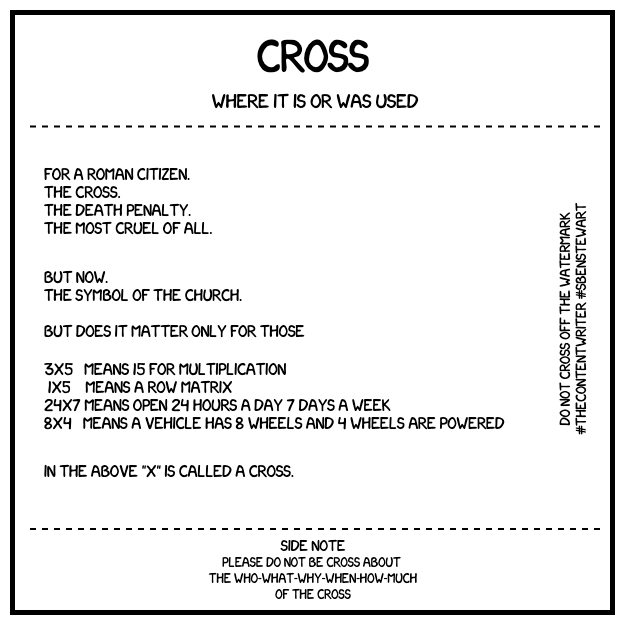 CROSS
WHERE IT IS OR WAS USED
FOR A ROMAN CITIZEN.
THE CROSS.
THE DEATH PENALTY.
THE MOST CRUEL OF ALL.
BUT NOW.
THE SYMBOL OF THE CHURCH.
BUT DOES IT MATTER ONLY FOR THOSE
3X5 MEANS 15 FOR MULTIPLICATION
1X5 MEANS A ROW MATRIX
24X7 MEANS OPEN 24 HOURS A DAY 7 DAYS A WEEK
8X4 MEANS A VEHICLE HAS 8 WHEELS AND 4 WHEELS ARE POWERED
IN THE ABOVE "X" IS CALLED A CROSS.
DO NOT CROSS OFF THE WATERMARK
#THECONTENTWRITER #SBENSTEWART
SIDE NOTE
PLEASE DO NOT BE CROSS ABOUT
THE WHO-WHAT-WHY-WHEN-HOW-MUCH
OF THE CROSS